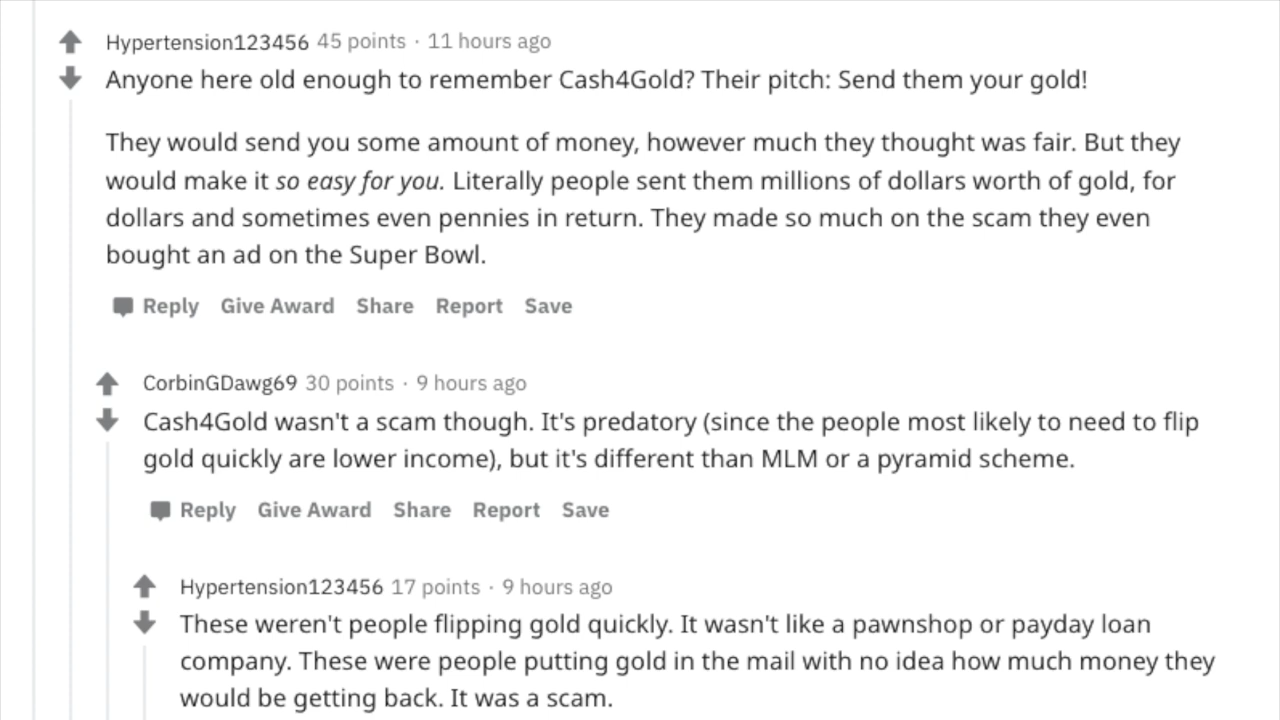 Hypertension123456 45 points · 11 hours ago
Anyone here old enough to remember Cash4Gold? Their pitch: Send them your gold!
They would send you some amount of money, however much they thought was fair. But they
would make it so easy for you. Literally people sent them millions of dollars worth of gold, for
dollars and sometimes even pennies in return. They made so much on the scam they even
bought an ad on the Super Bowl.
Reply Give Award Share Report Save
CorbinGDawg69 30 points · 9 hours ago
Cash4Gold wasn't a scam though. It's predatory (since the people most likely to need to flip
gold quickly are lower income), but it's different than MLM or a pyramid scheme.
Reply Give Award Share Report Save
Hypertension123456 17 points · 9 hours ago
These weren't people flipping gold quickly. It wasn't like a pawnshop or payday loan
company. These were people putting gold in the mail with no idea how much money they
would be getting back. It was a scam.